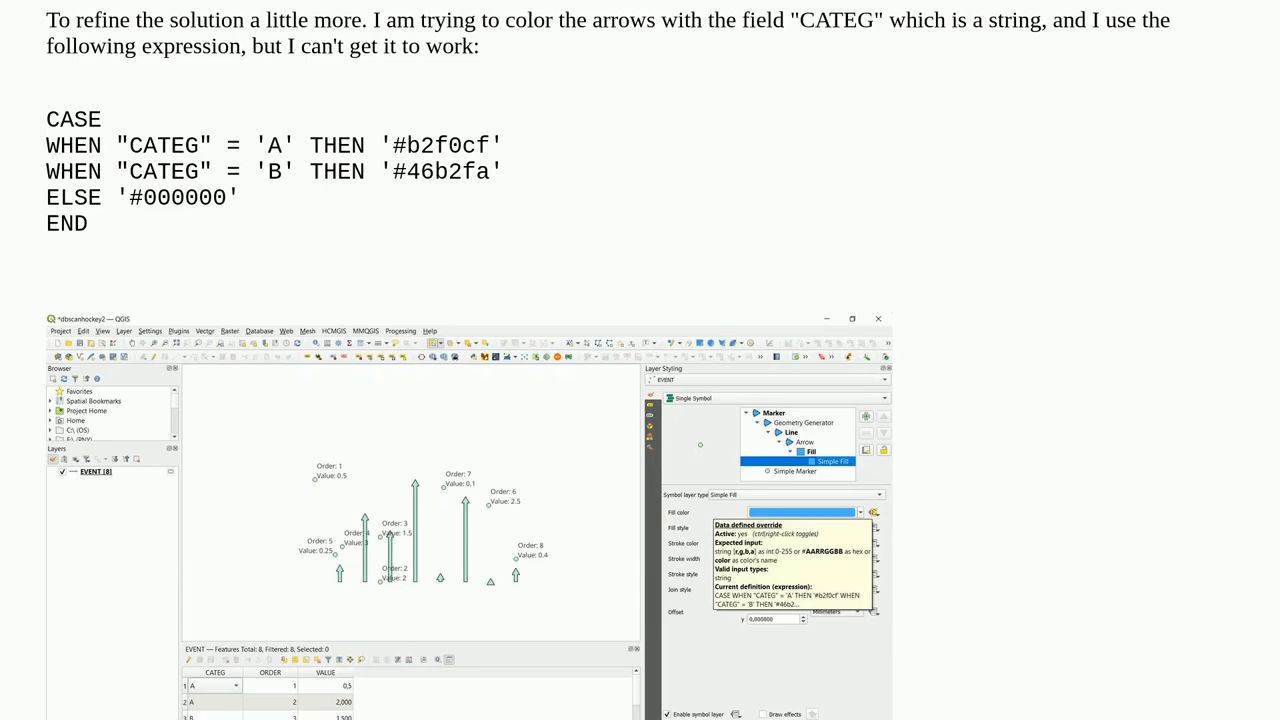 To refine the solution a little more. I am trying to color the arrows with the field "CATEG" which is a string, and I use the
following expression, but I can't get it to work:
CASE
WHEN "CATEG" = 'A' THEN '#b2f0cf'
WHEN "CATEG" = 'B' THEN '#46b2fa'
ELSE '#000000'
END
*dbscanhockey2 — QGIS
Project Edit View Layer Settings Plugins Vector Raster Database Web Mesh HCMGIS MMQGIS Processing Help
Browser
Favorites
Spatial Bookmarks
Project Home
Home
C:\ (OS)
Layers
EVENT [8]
Order: 1
Value: 0.5
Order: 7
Value: 0.1
Order: 6
Value: 2.5
Order: 3
Value: 1.5
Order: 4
Order: 5
Value: 0.25
Order: 8
Value: 0.4
Order: 2
Value: 2
EVENT — Features Total: 8, Filtered: 8, Selected: 0
CATEG ORDER VALUE
1 A 1 0,5
2 A 2 2,000
3 B 3 1,500
Layer Styling
EVENT
Single Symbol
Marker
Geometry Generator
Line
Arrow
Fill
Simple Fill
Simple Marker
Symbol layer type Simple Fill
Fill color
Fill style
Stroke color
Stroke width
Stroke style
Join style
Offset
y 0,000000
Millimeters
Data defined override
Active: yes (ctrl|right-click toggles)
Expected input:
string [r,g,b,a] as int 0-255 or #AARRGGBB as hex or
color as color's name
Valid input types:
string
Current definition (expression):
CASE WHEN "CATEG" = 'A' THEN '#b2f0cf' WHEN
"CATEG" = 'B' THEN '#46b2...
Enable symbol layer Draw effects